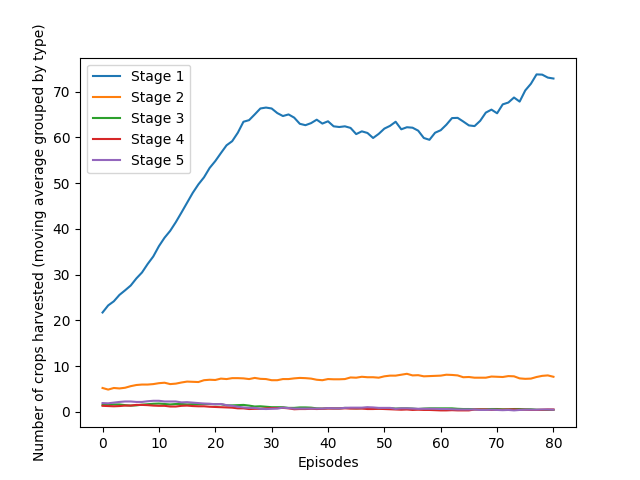 Number of crops harvested (moving average grouped by type)
70
60
50
40
30
20
10
0
Stage 1
Stage 2
Stage 3
Stage 4
Stage 5
0 10 20 30 40 50 60 70 80
Episodes